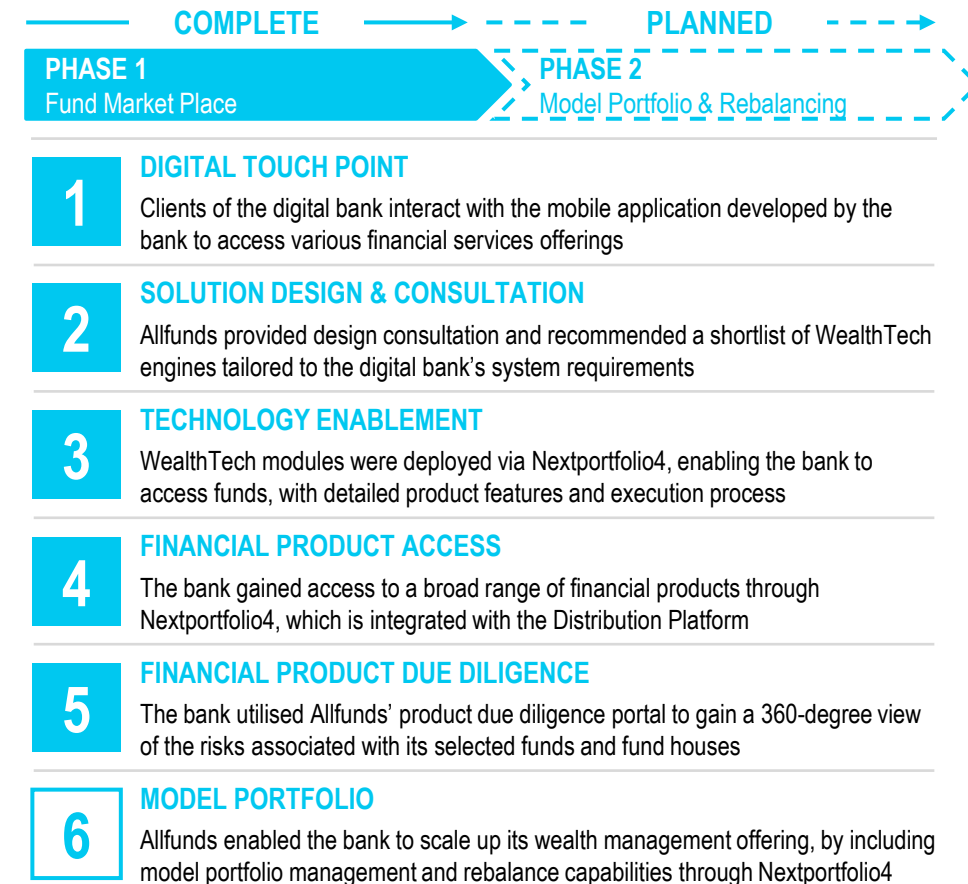 COMPLETE PLANNED
PHASE 1
Fund Market Place
PHASE 2
Model Portfolio & Rebalancing
1
DIGITAL TOUCH POINT
Clients of the digital bank interact with the mobile application developed by the
bank to access various financial services offerings
2
SOLUTION DESIGN & CONSULTATION
Allfunds provided design consultation and recommended a shortlist of WealthTech
engines tailored to the digital bank’s system requirements
3
TECHNOLOGY ENABLEMENT
WealthTech modules were deployed via Nextportfolio4, enabling the bank to
access funds, with detailed product features and execution process
4
FINANCIAL PRODUCT ACCESS
The bank gained access to a broad range of financial products through
Nextportfolio4, which is integrated with the Distribution Platform
5
FINANCIAL PRODUCT DUE DILIGENCE
The bank utilised Allfunds’ product due diligence portal to gain a 360-degree view
of the risks associated with its selected funds and fund houses
6
MODEL PORTFOLIO
Allfunds enabled the bank to scale up its wealth management offering, by including
model portfolio management and rebalance capabilities through Nextportfolio4